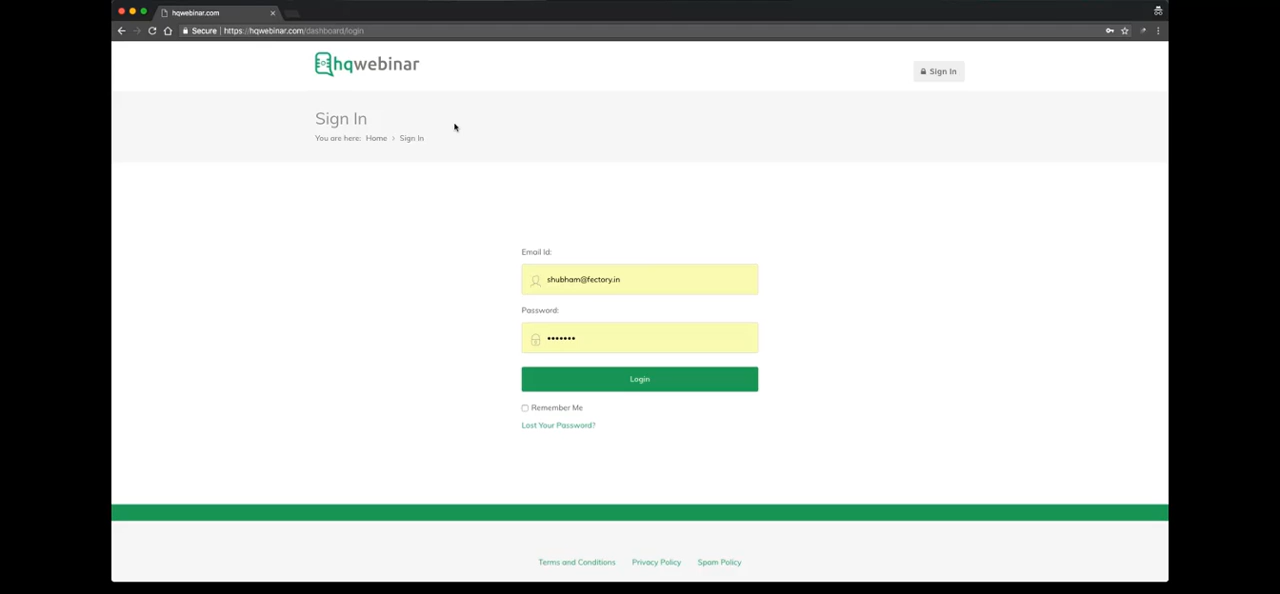 hqwebinar.com
Secure https://hqwebinar.com/dashboard/login
hqwebinar
Sign In
Sign In
You are here: Home > Sign In
Email Id:
shubham@fectory.in
Password:
•••••••
Login
Remember Me
Lost Your Password?
Terms and Conditions Privacy Policy Spam Policy